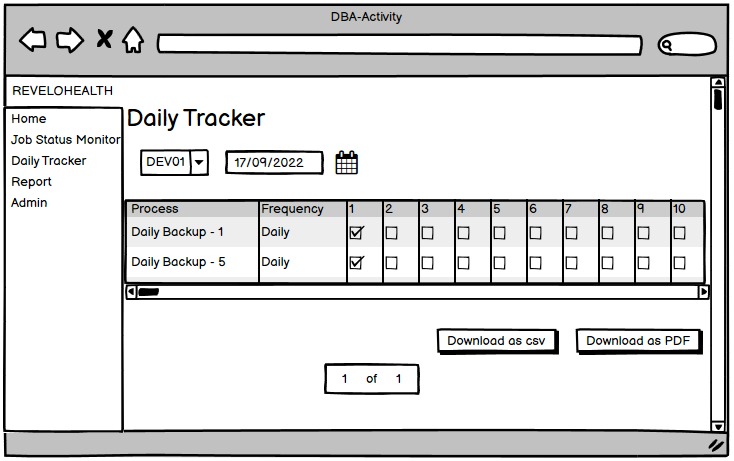 DBA-Activity
REVELOHEALTH
Home
Job Status Monitor
Daily Tracker
Report
Admin
Daily Tracker
DEV01 17/09/2022
Process Frequency 1 2 3 4 5 6 7 8 9 10
Daily Backup - 1 Daily
Daily Backup - 5 Daily
Download as csv Download as PDF
1 of 1